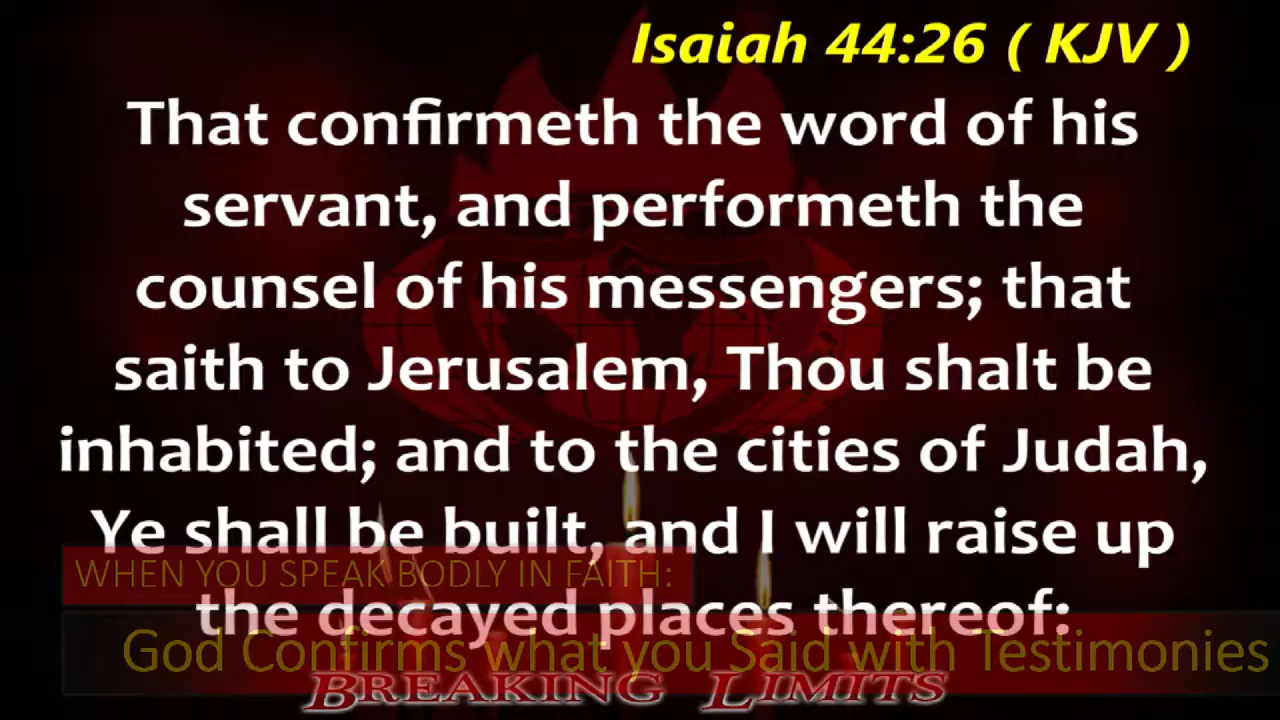 Isaiah 44:26 ( KJV )
That confirmeth the word of his
servant, and performeth the
counsel of his messengers; that
saith to Jerusalem, Thou shalt be
inhabited; and to the cities of Judah,
Ye shall be built, and I will raise up
WHEN YOU SPEAK BODLY IN FAITH:
the decayed places thereof:
God Confirms what you Said with Testimonies
BREAKING LIMITS